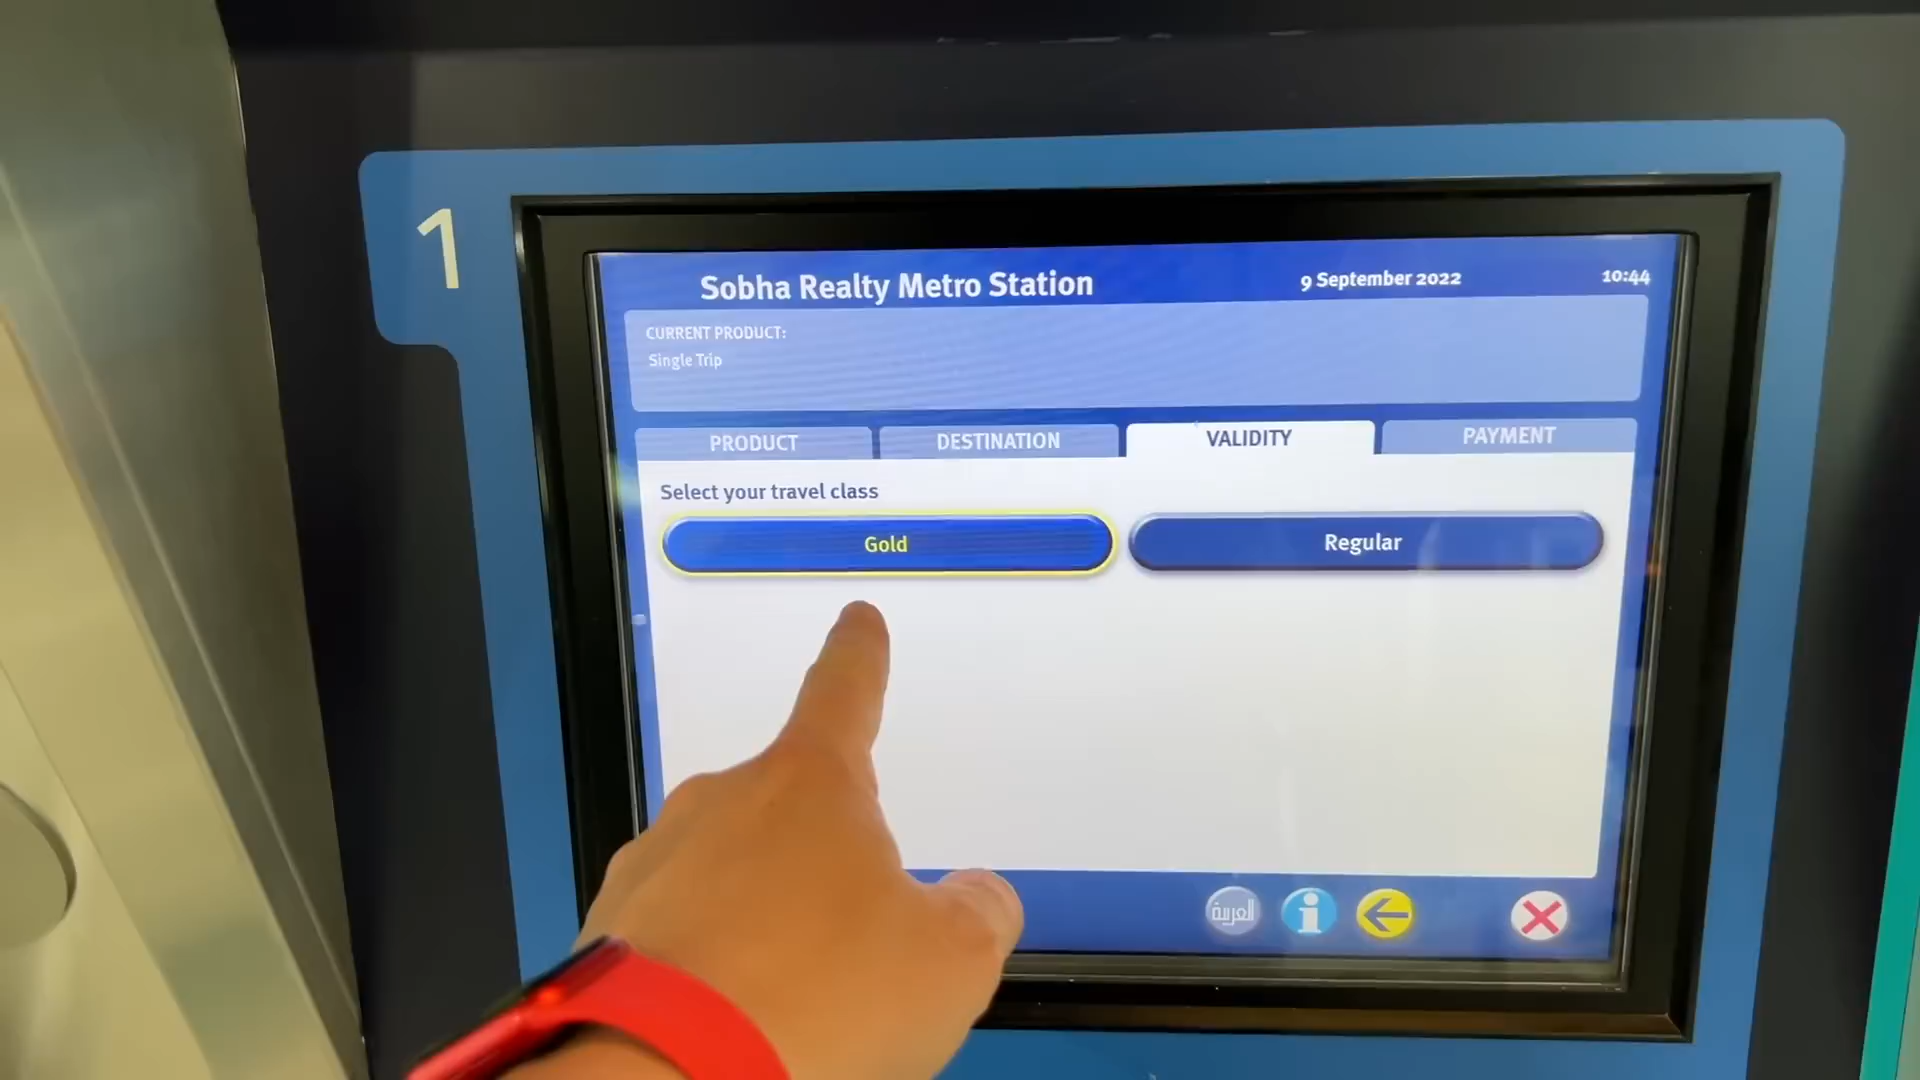 1
Sobha Realty Metro Station
9 September 2022
10:44
CURRENT PRODUCT:
Single Trip
PRODUCT
DESTINATION
VALIDITY
PAYMENT
Select your travel class
Gold
Regular
العربية
i